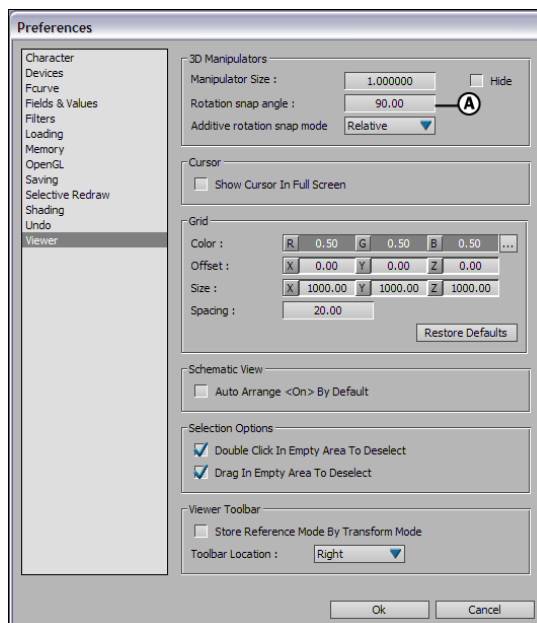 Preferences
Character
Devices
Fcurve
Fields & Values
Filters
Loading
Memory
OpenGL
Saving
Selective Redraw
Shading
Undo
Viewer
3D Manipulators
Manipulator Size : 1.000000 Hide
Rotation snap angle : 90.00 A
Additive rotation snap mode Relative
Cursor
Show Cursor In Full Screen
Grid
Color : R 0.50 G 0.50 B 0.50 ...
Offset : X 0.00 Y 0.00 Z 0.00
Size : X 1000.00 Y 1000.00 Z 1000.00
Spacing : 20.00
Restore Defaults
Schematic View
Auto Arrange <On> By Default
Selection Options
Double Click In Empty Area To Deselect
Drag In Empty Area To Deselect
Viewer Toolbar
Store Reference Mode By Transform Mode
Toolbar Location : Right
Ok Cancel